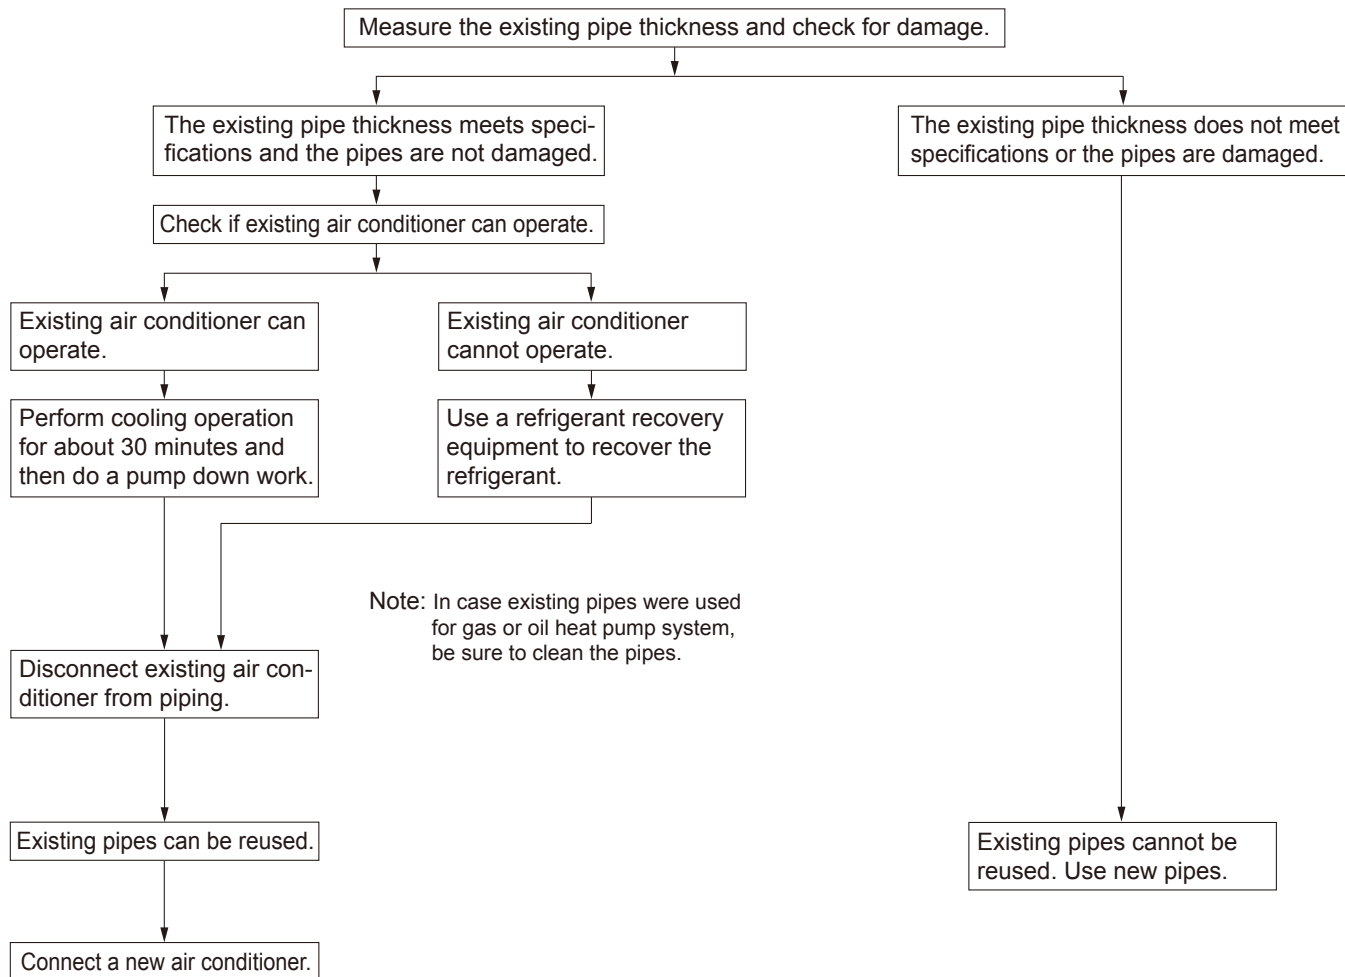 Measure the existing pipe thickness and check for damage.
The existing pipe thickness meets speci-
fications and the pipes are not damaged.
The existing pipe thickness does not meet
specifications or the pipes are damaged.
Check if existing air conditioner can operate.
Existing air conditioner can
operate.
Existing air conditioner
cannot operate.
Perform cooling operation
for about 30 minutes and
then do a pump down work.
Use a refrigerant recovery
equipment to recover the
refrigerant.
Note: In case existing pipes were used
for gas or oil heat pump system,
be sure to clean the pipes.
Disconnect existing air con-
ditioner from piping.
Existing pipes can be reused.
Existing pipes cannot be
reused. Use new pipes.
Connect a new air conditioner.